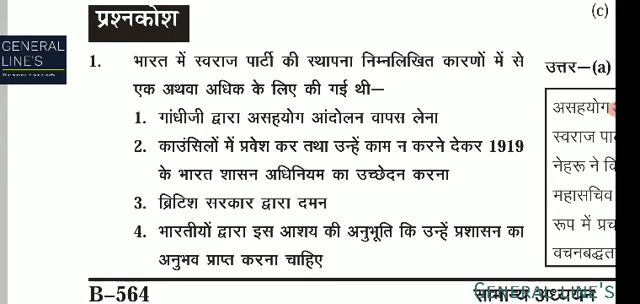 प्रश्नकोश
(c)
GENERAL
LINE'S
1. भारत में स्वराज पार्टी की स्थापना निम्नलिखित कारणों में से
एक अथवा अधिक के लिए की गई थी—
1. गांधीजी द्वारा असहयोग आंदोलन वापस लेना
2. काउंसिलों में प्रवेश कर तथा उन्हें काम न करने देकर 1919
के भारत शासन अधिनियम का उच्छेदन करना
3. ब्रिटिश सरकार द्वारा दमन
4. भारतीयों द्वारा इस आशय की अनुभूति कि उन्हें प्रशासन का
अनुभव प्राप्त करना चाहिए
उत्तर—(a)
असहयोग
स्वराज पा
नेहरू ने
महासचिव
रूप में प्र
वचनबद्धत
B–564
सामान्य अध्ययन
GENERAL LINE'S